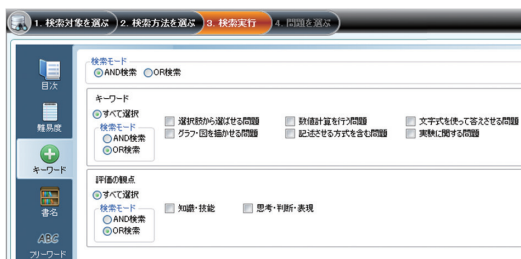 1. 検索対象を選ぶ 2. 検索方法を選ぶ 3. 検索実行 4. 問題を選ぶ
検索モード
AND検索 OR検索
目次
難易度
キーワード
書名
ABC
フリーワード
キーワード
すべて選択
検索モード
AND検索
OR検索
選択肢から選ばせる問題 数値計算を行う問題 文字式を使って答えさせる問題
グラフ・図を描かせる問題 記述させる方式を含む問題 実験に関する問題
評価の観点
すべて選択
検索モード
AND検索
OR検索
知識・技能 思考・判断・表現